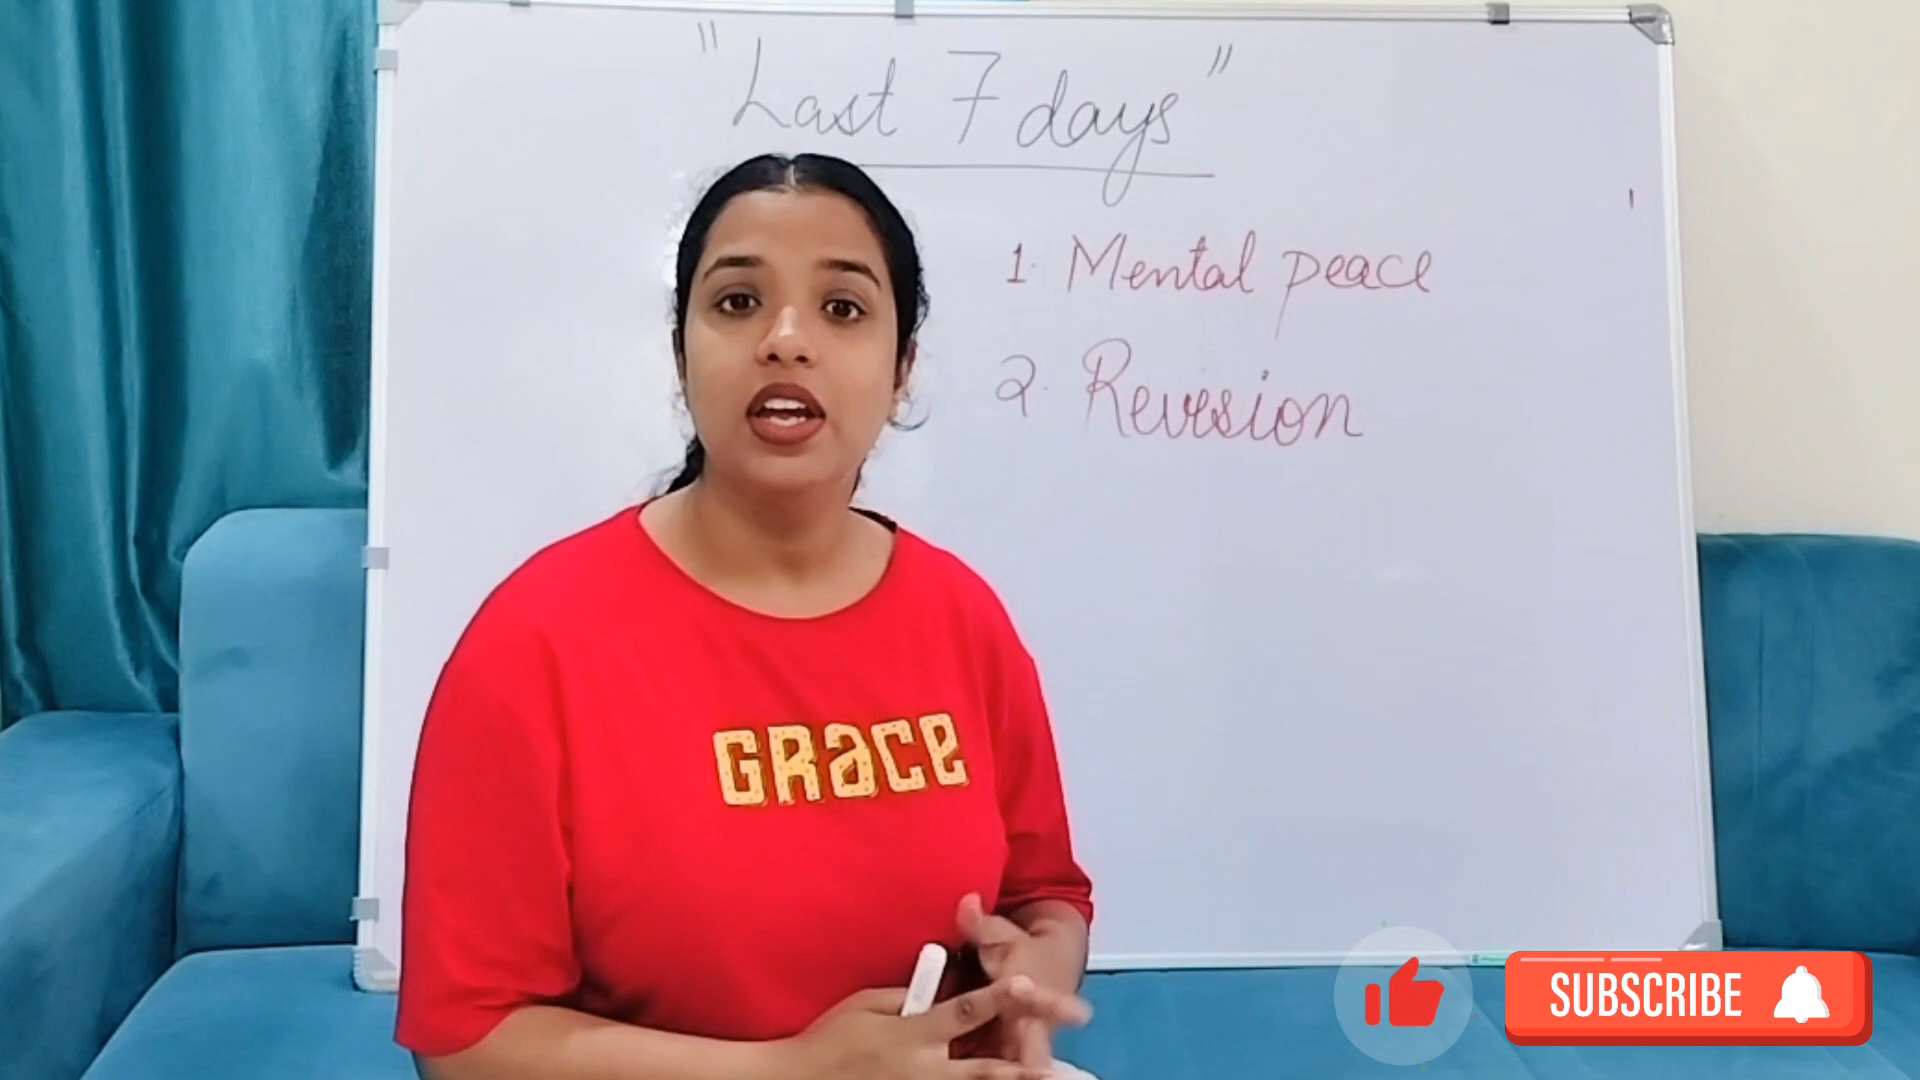 "Last 7 days"
1. Mental peace
2. Revision
GRace
SUBSCRIBE